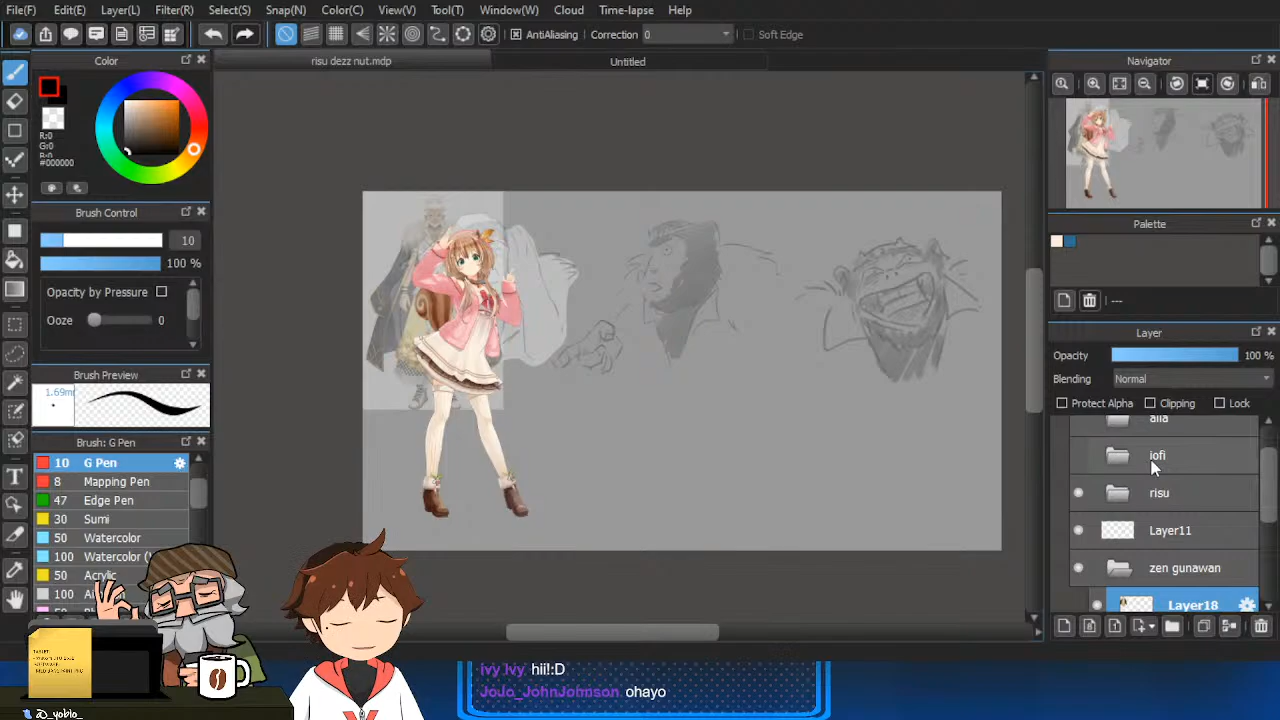 File(F) Edit(E) Layer(L) Filter(R) Select(S) Snap(N) Color(C) View(V) Tool(T) Window(W) Cloud Time-lapse Help
AntiAliasing Correction 0 Soft Edge
Color
risu dezz nut.mdp
Untitled
Navigator
R:0
G:0
B:0
#000000
Brush Control
10
100 %
Opacity by Pressure
Ooze 0
Brush Preview
Brush: G Pen
10 G Pen
8 Mapping Pen
47 Edge Pen
30 Sumi
50 Watercolor
100 Watercolor (
50 Acrylic
100
Palette
---
Layer
Opacity 100 %
Blending Normal
Protect Alpha Clipping Lock
iofi
risu
Layer11
zen gunawan
Layer18
ivy_ivy_ hii!:D
JoJo_JohnJohnson ohayo
@_yoblo_